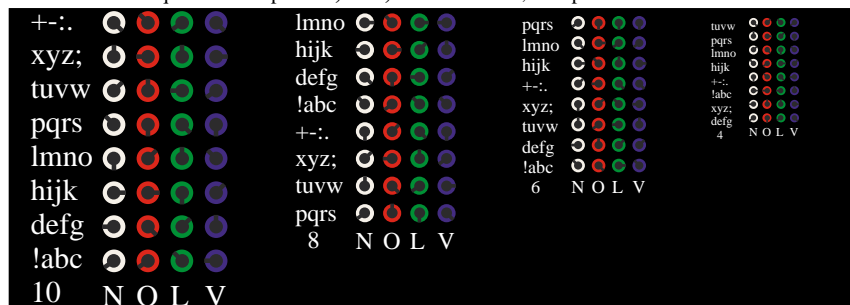 +-:.
xyz;
tuvw
pqrs
lmno
hijk
defg
!abc
10 N O L V
lmno
hijk
defg
!abc
+-:.
xyz;
tuvw
pqrs
8 N O L V
pqrs
lmno
hijk
+-:.
xyz;
tuvw
defg
!abc
6 N O L V
tuvw
pqrs
lmno
hijk
+-:.
!abc
xyz;
defg
4 N O L V